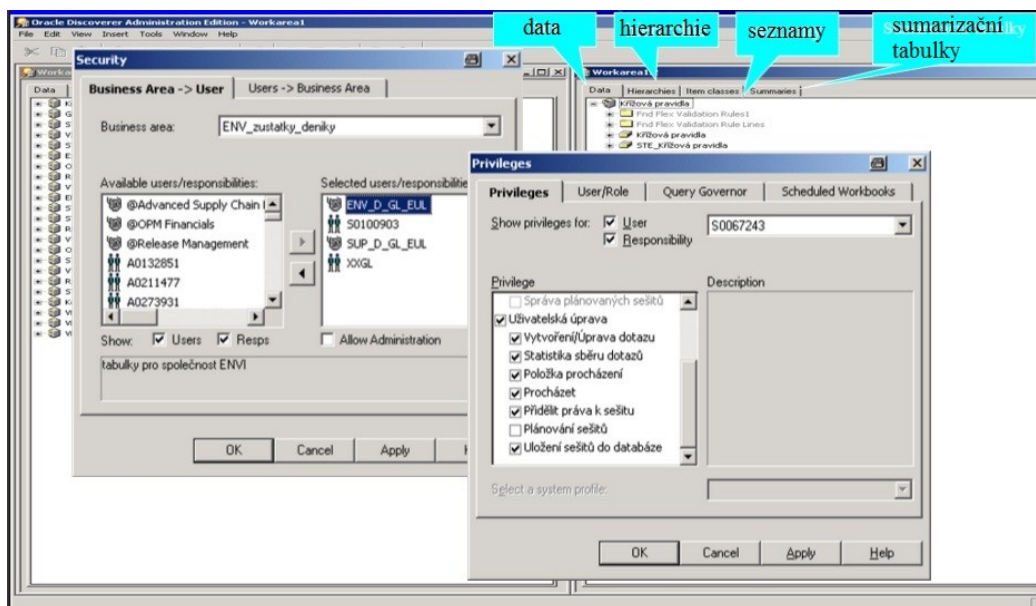 Oracle Discoverer Administration Edition - Workarea1
File Edit View Insert Tools Window Help
data
hierarchie
seznamy
sumarizační
tabulky
Security
Business Area -> User
Users -> Business Area
Business area:
ENV_zustatky_deniky
Available users/responsibilities:
@Advanced Supply Chain
@OPM Financials
@Release Management
A0132851
A0211477
A0273931
Selected users/responsibilitie
ENV_D_GL_EUL
S0100903
SUP_D_GL_EUL
XXGL
Show: Users Resps
Allow Administration
tabulky pro společnost ENVI
OK Cancel Apply
Data Hierarchies Item classes Summaries
Křížová pravidla
Fnd Flex Validation Rules1
Fnd Flex Validation Rule Lines
Křížová pravidla
STE_Křížová pravidla
Privileges
Privileges User/Role Query Governor Scheduled Workbooks
Show privileges for: User
Responsibility
S0067243
Privilege
Description
Správa plánovaných sešitů
Uživatelská úprava
Vytvoření/Úprava dotazu
Statistika sběru dotazů
Položka procházení
Procházet
Přidělit práva k sešitu
Plánování sešitů
Uložení sešitů do databáze
Select a system profile:
OK Cancel Apply Help